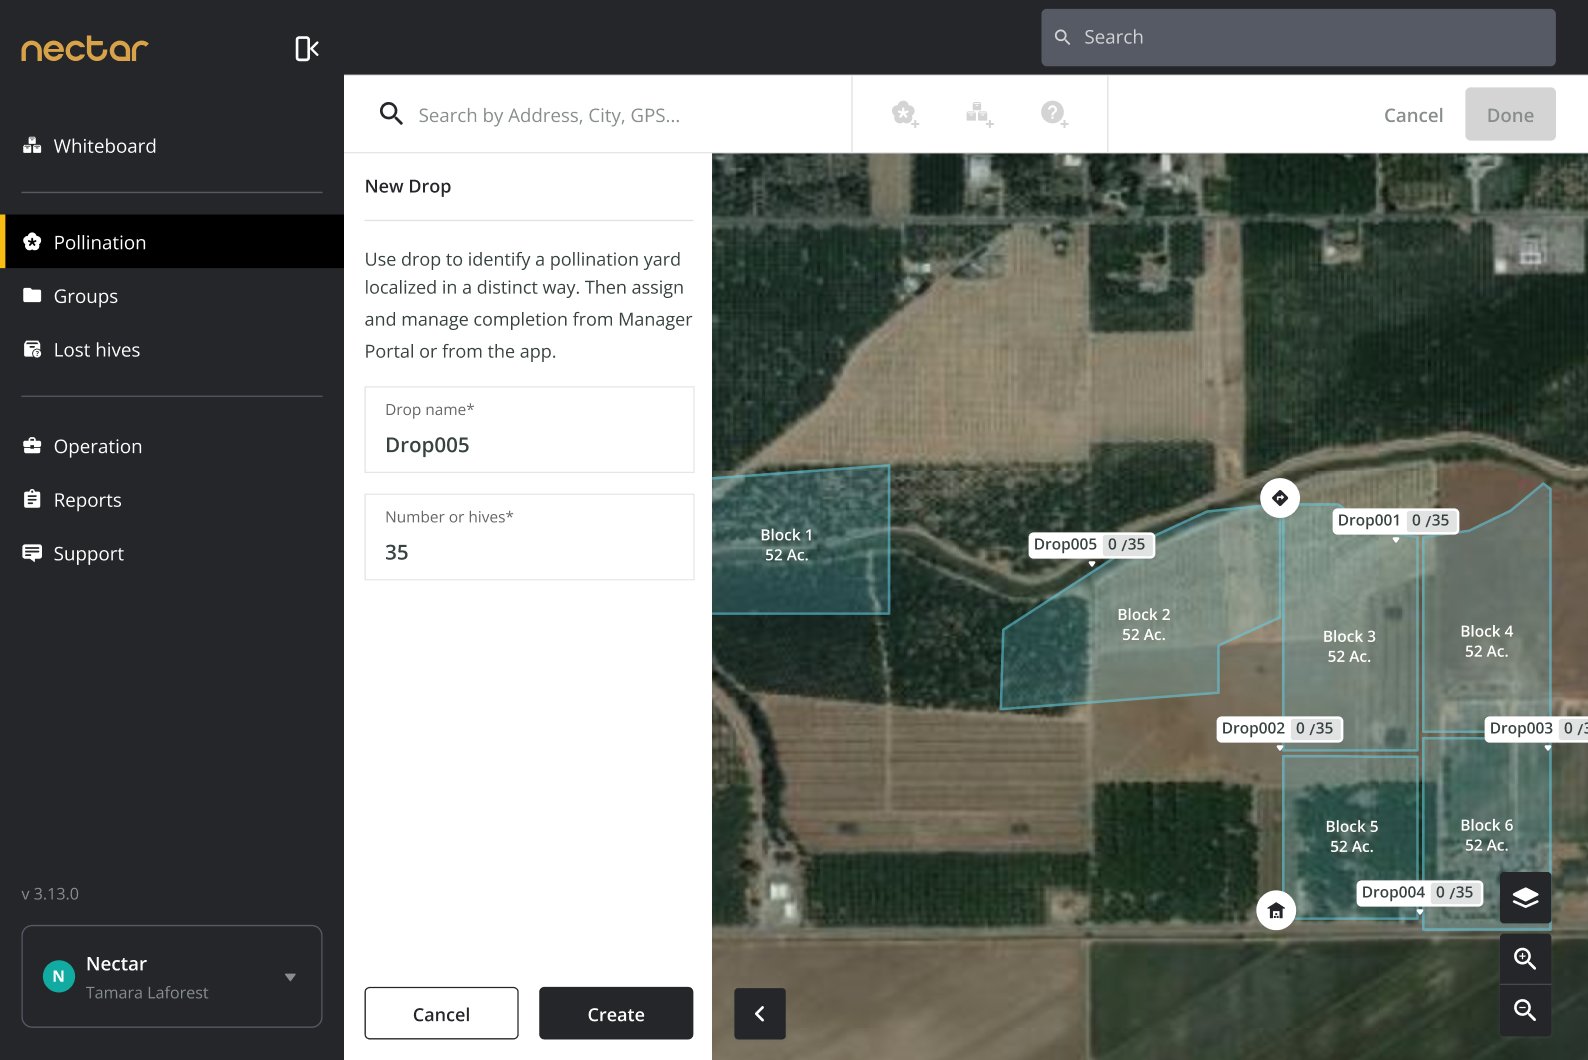 nectar
Search
Whiteboard
Pollination
Groups
Lost hives
Operation
Reports
Support
v 3.13.0
N
Nectar
Tamara Laforest
Search by Address, City, GPS...
Cancel
Done
New Drop
Use drop to identify a pollination yard
localized in a distinct way. Then assign
and manage completion from Manager
Portal or from the app.
Drop name*
Drop005
Number or hives*
35
Cancel
Create
Block 1
52 Ac.
Drop005 0 /35
Block 2
52 Ac.
Drop001 0 /35
Block 3
52 Ac.
Block 4
52 Ac.
Drop002 0 /35
Drop003 0 /3
Block 5
52 Ac.
Block 6
52 Ac.
Drop004 0 /35